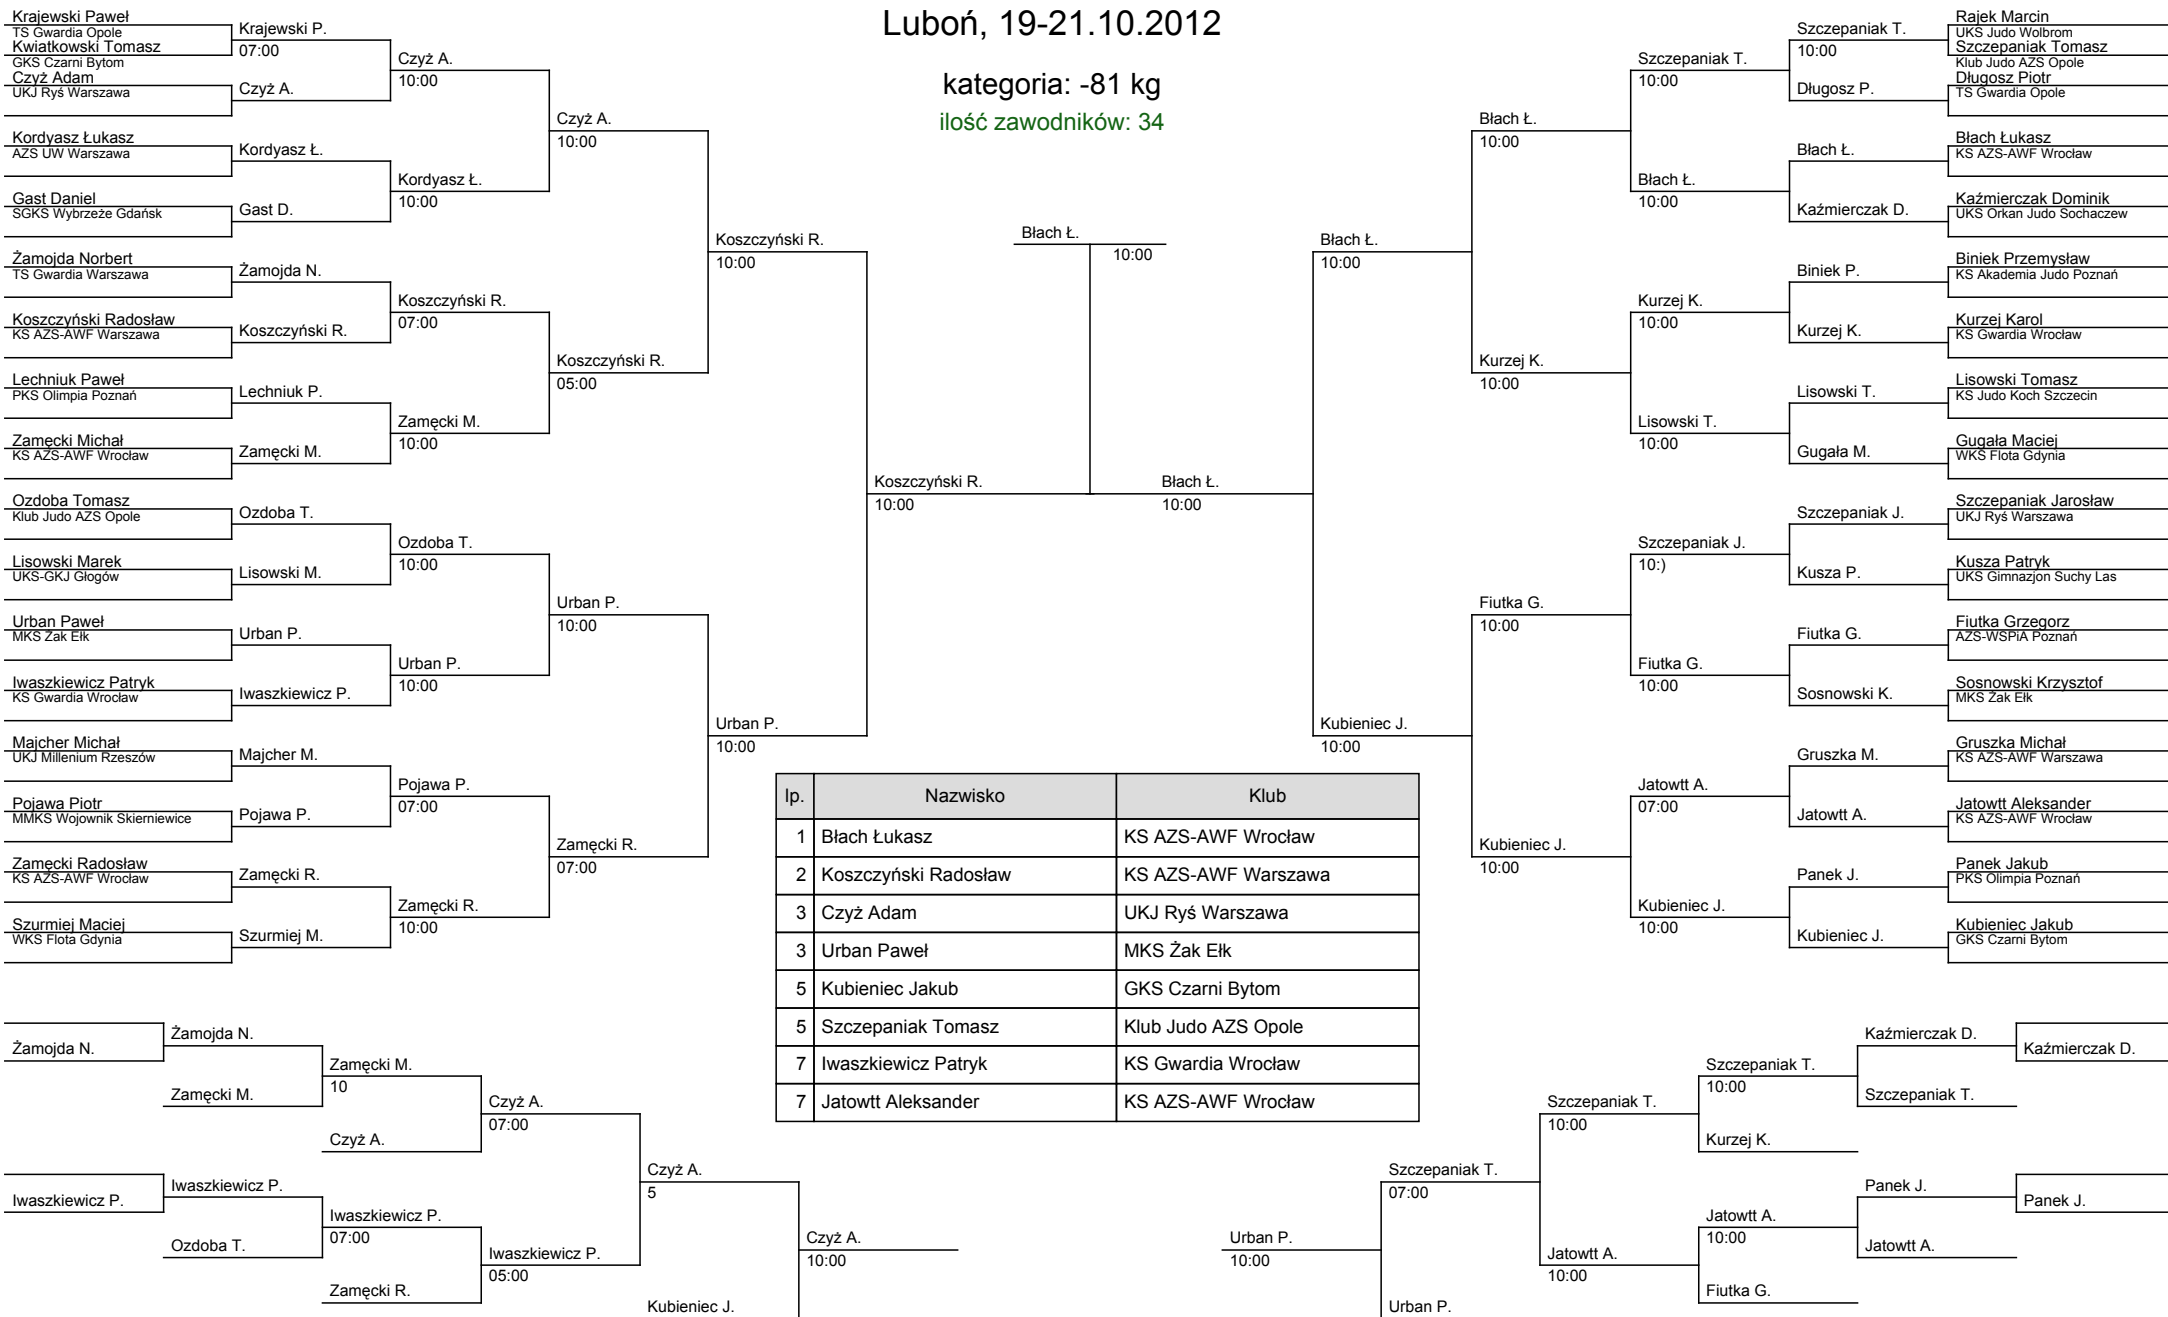 Luboń, 19-21.10.2012
kategoria: -81 kg
ilość zawodników: 34
Krajewski Paweł
TS Gwardia Opole
Kwiatkowski Tomasz
GKS Czarni Bytom
Czyż Adam
UKJ Ryś Warszawa
Kordyasz Łukasz
AZS UW Warszawa
Gast Daniel
SGKS Wybrzeże Gdańsk
Żamojda Norbert
TS Gwardia Warszawa
Koszczyński Radosław
KS AZS-AWF Warszawa
Lechniuk Paweł
PKS Olimpia Poznań
Zamęcki Michał
KS AZS-AWF Wrocław
Ozdoba Tomasz
Klub Judo AZS Opole
Lisowski Marek
UKS-GKJ Głogów
Urban Paweł
MKS Żak Ełk
Iwaszkiewicz Patryk
KS Gwardia Wrocław
Majcher Michał
UKJ Millenium Rzeszów
Pojawa Piotr
MMKS Wojownik Skierniewice
Zamęcki Radosław
KS AZS-AWF Wrocław
Szurmiej Maciej
WKS Flota Gdynia
Krajewski P.
07:00
Czyż A.
Kordyasz Ł.
Gast D.
Żamojda N.
Koszczyński R.
Lechniuk P.
Zamęcki M.
Ozdoba T.
Lisowski M.
Urban P.
Iwaszkiewicz P.
Majcher M.
Pojawa P.
Zamęcki R.
Szurmiej M.
Czyż A.
10:00
Kordyasz Ł.
10:00
Koszczyński R.
07:00
Zamęcki M.
10:00
Ozdoba T.
10:00
Urban P.
10:00
Pojawa P.
07:00
Zamęcki R.
10:00
Czyż A.
10:00
Koszczyński R.
05:00
Urban P.
10:00
Zamęcki R.
07:00
Koszczyński R.
10:00
Urban P.
10:00
Koszczyński R.
10:00
Błach Ł.
10:00
Błach Ł.
10:00
Błach Ł.
10:00
Kubieniec J.
10:00
Błach Ł.
10:00
Kurzej K.
10:00
Fiutka G.
10:00
Kubieniec J.
10:00
Szczepaniak T.
10:00
Błach Ł.
10:00
Kurzej K.
10:00
Lisowski T.
10:00
Szczepaniak J.
10:)
Fiutka G.
10:00
Jatowtt A.
07:00
Kubieniec J.
10:00
Szczepaniak T.
10:00
Długosz P.
Błach Ł.
Kaźmierczak D.
Biniek P.
Kurzej K.
Lisowski T.
Gugała M.
Szczepaniak J.
Kusza P.
Fiutka G.
Sosnowski K.
Gruszka M.
Jatowtt A.
Panek J.
Kubieniec J.
Rajek Marcin
UKS Judo Wolbrom
Szczepaniak Tomasz
Klub Judo AZS Opole
Długosz Piotr
TS Gwardia Opole
Błach Łukasz
KS AZS-AWF Wrocław
Kaźmierczak Dominik
UKS Orkan Judo Sochaczew
Biniek Przemysław
KS Akademia Judo Poznań
Kurzej Karol
KS Gwardia Wrocław
Lisowski Tomasz
KS Judo Koch Szczecin
Gugała Maciej
WKS Flota Gdynia
Szczepaniak Jarosław
UKJ Ryś Warszawa
Kusza Patryk
UKS Gimnazjon Suchy Las
Fiutka Grzegorz
AZS-WSPiA Poznań
Sosnowski Krzysztof
MKS Żak Ełk
Gruszka Michał
KS AZS-AWF Warszawa
Jatowtt Aleksander
KS AZS-AWF Wrocław
Panek Jakub
PKS Olimpia Poznań
Kubieniec Jakub
GKS Czarni Bytom
lp. Nazwisko Klub
1 Błach Łukasz KS AZS-AWF Wrocław
2 Koszczyński Radosław KS AZS-AWF Warszawa
3 Czyż Adam UKJ Ryś Warszawa
3 Urban Paweł MKS Żak Ełk
5 Kubieniec Jakub GKS Czarni Bytom
5 Szczepaniak Tomasz Klub Judo AZS Opole
7 Iwaszkiewicz Patryk KS Gwardia Wrocław
7 Jatowtt Aleksander KS AZS-AWF Wrocław
Żamojda N.
Iwaszkiewicz P.
Żamojda N.
Zamęcki M.
Iwaszkiewicz P.
Ozdoba T.
Zamęcki M.
10
Czyż A.
Iwaszkiewicz P.
07:00
Zamęcki R.
Czyż A.
07:00
Iwaszkiewicz P.
05:00
Czyż A.
5
Kubieniec J.
Czyż A.
10:00
Urban P.
10:00
Szczepaniak T.
07:00
Urban P.
Szczepaniak T.
10:00
Jatowtt A.
10:00
Szczepaniak T.
10:00
Kurzej K.
Jatowtt A.
10:00
Fiutka G.
Kaźmierczak D.
Szczepaniak T.
Panek J.
Jatowtt A.
Kaźmierczak D.
Panek J.